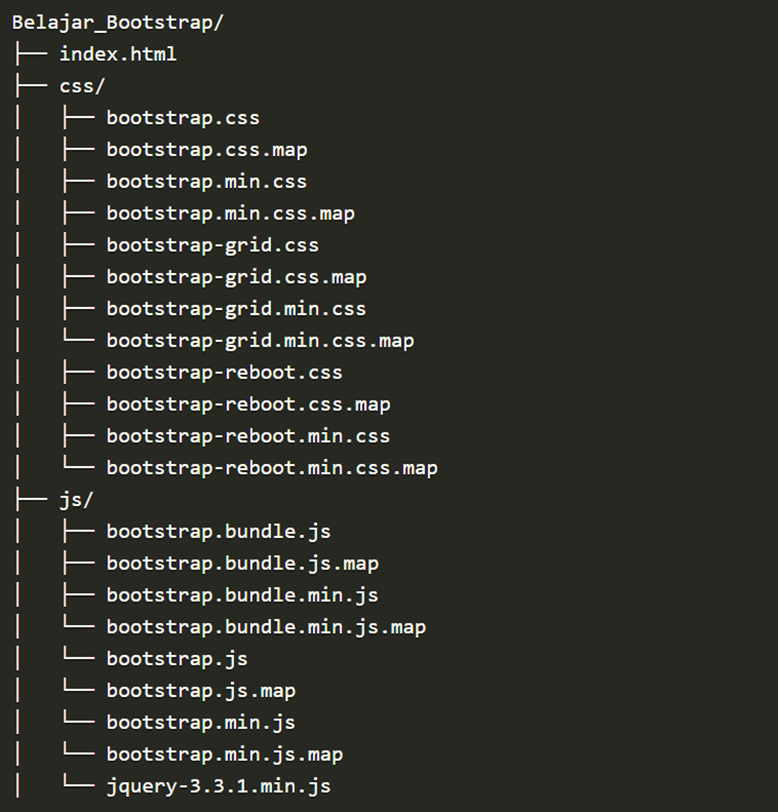 Belajar_Bootstrap/
├── index.html
├── css/
│   ├── bootstrap.css
│   ├── bootstrap.css.map
│   ├── bootstrap.min.css
│   ├── bootstrap.min.css.map
│   ├── bootstrap-grid.css
│   ├── bootstrap-grid.css.map
│   ├── bootstrap-grid.min.css
│   └── bootstrap-grid.min.css.map
│   ├── bootstrap-reboot.css
│   ├── bootstrap-reboot.css.map
│   ├── bootstrap-reboot.min.css
│   └── bootstrap-reboot.min.css.map
├── js/
│   ├── bootstrap.bundle.js
│   ├── bootstrap.bundle.js.map
│   ├── bootstrap.bundle.min.js
│   └── bootstrap.bundle.min.js.map
│   └── bootstrap.js
│   └── bootstrap.js.map
│   └── bootstrap.min.js
│   └── bootstrap.min.js.map
│   └── jquery-3.3.1.min.js